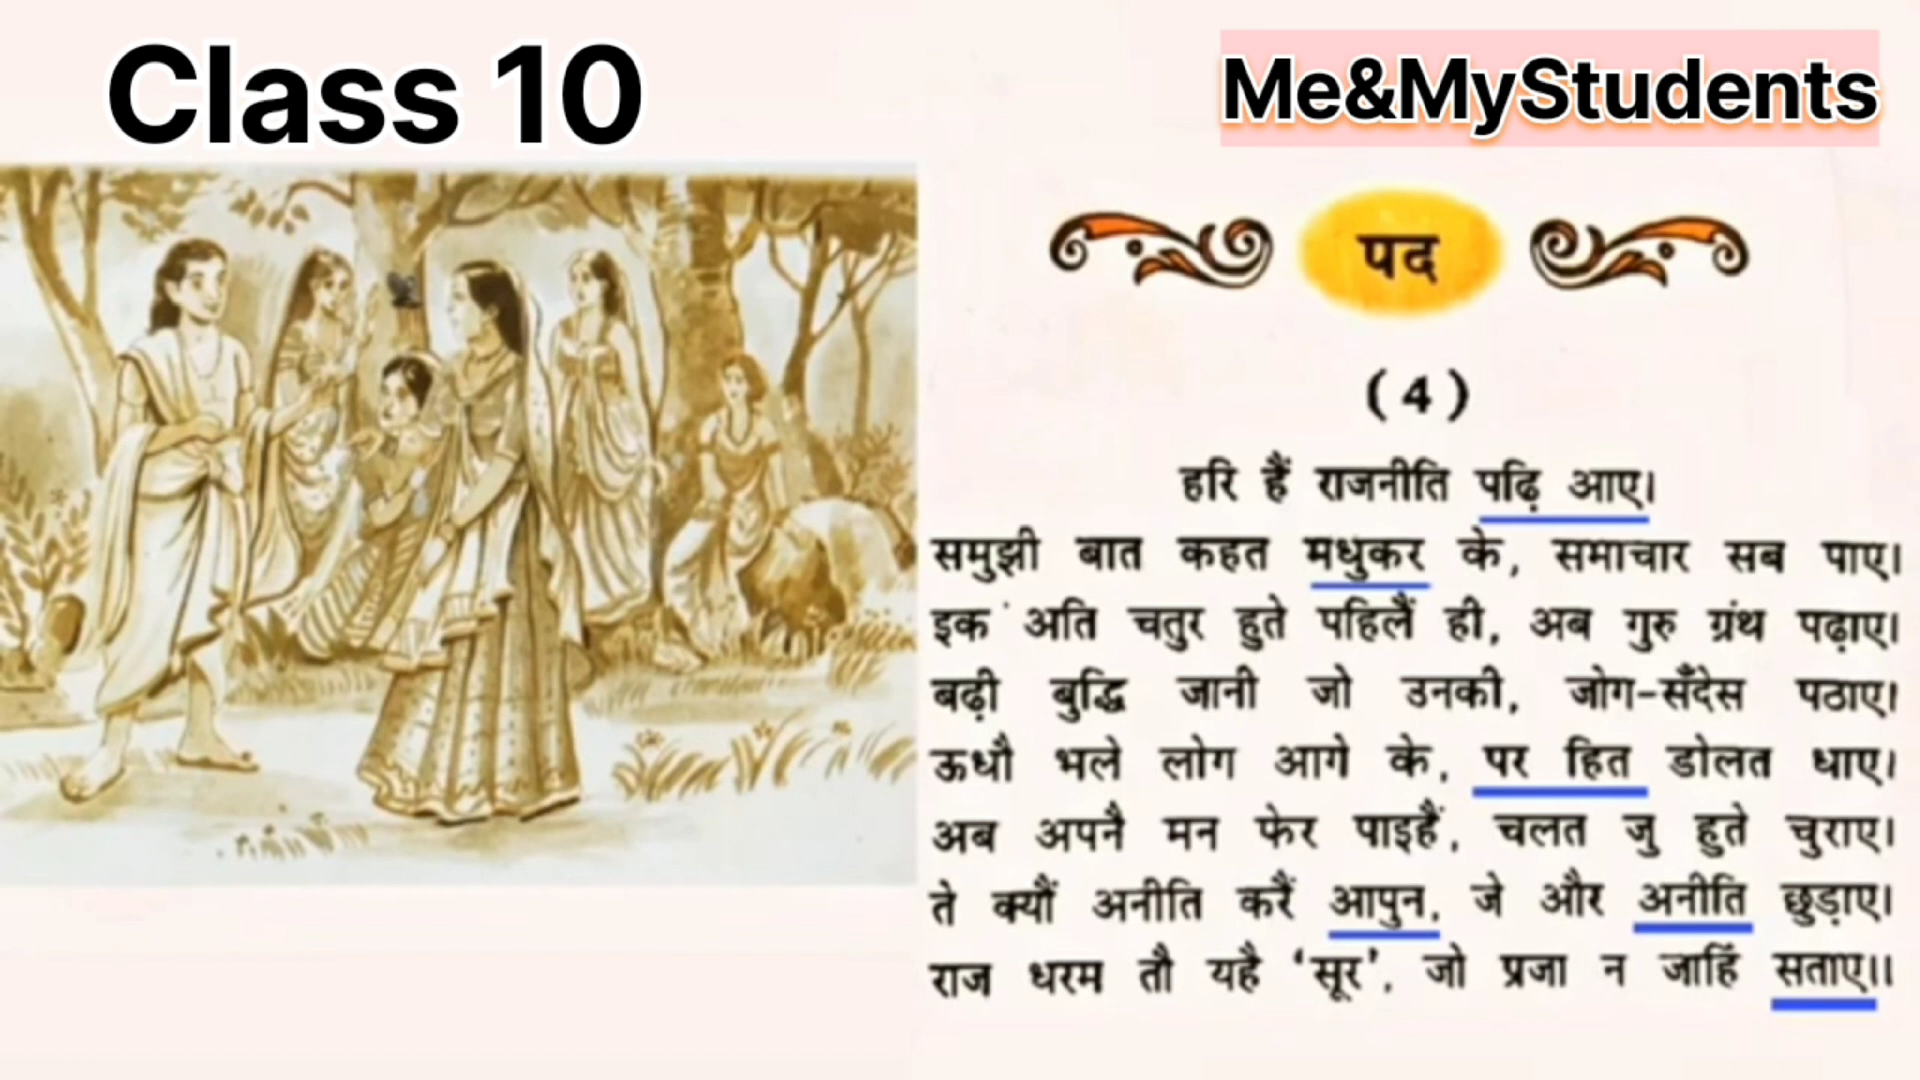 Class 10
Me&MyStudents
पद
(4)
हरि हैं राजनीति पढ़ि आए।
समुझी बात कहत मधुकर के, समाचार सब पाए।
इक अति चतुर हुते पहिलैं ही, अब गुरु ग्रंथ पढ़ाए।
बढ़ी बुद्धि जानी जो उनकी, जोग-सँदेस पठाए।
ऊधौ भले लोग आगे के, पर हित डोलत धाए।
अब अपनै मन फेर पाइहैं, चलत जु हुते चुराए।
ते क्यौं अनीति करैं आपुन, जे और अनीति छुड़ाए।
राज धरम तौ यहै 'सूर', जो प्रजा न जाहिं सताए।।